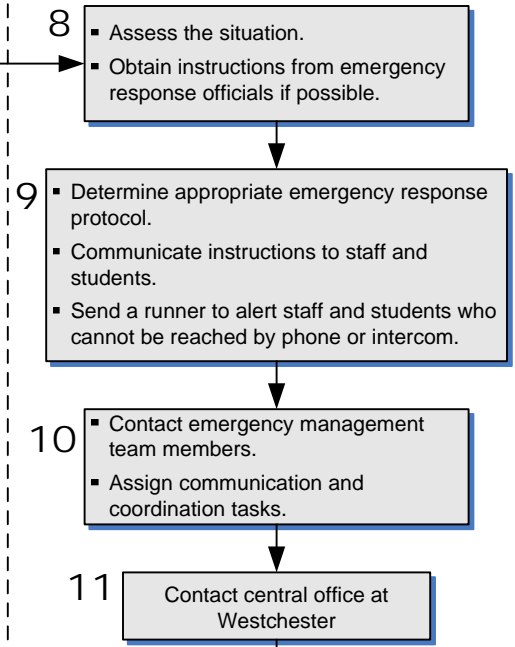 8
▪ Assess the situation.
▪ Obtain instructions from emergency
response officials if possible.
9
▪ Determine appropriate emergency response
protocol.
▪ Communicate instructions to staff and
students.
▪ Send a runner to alert staff and students who
cannot be reached by phone or intercom.
10
▪ Contact emergency management
team members.
▪ Assign communication and
coordination tasks.
11
Contact central office at
Westchester